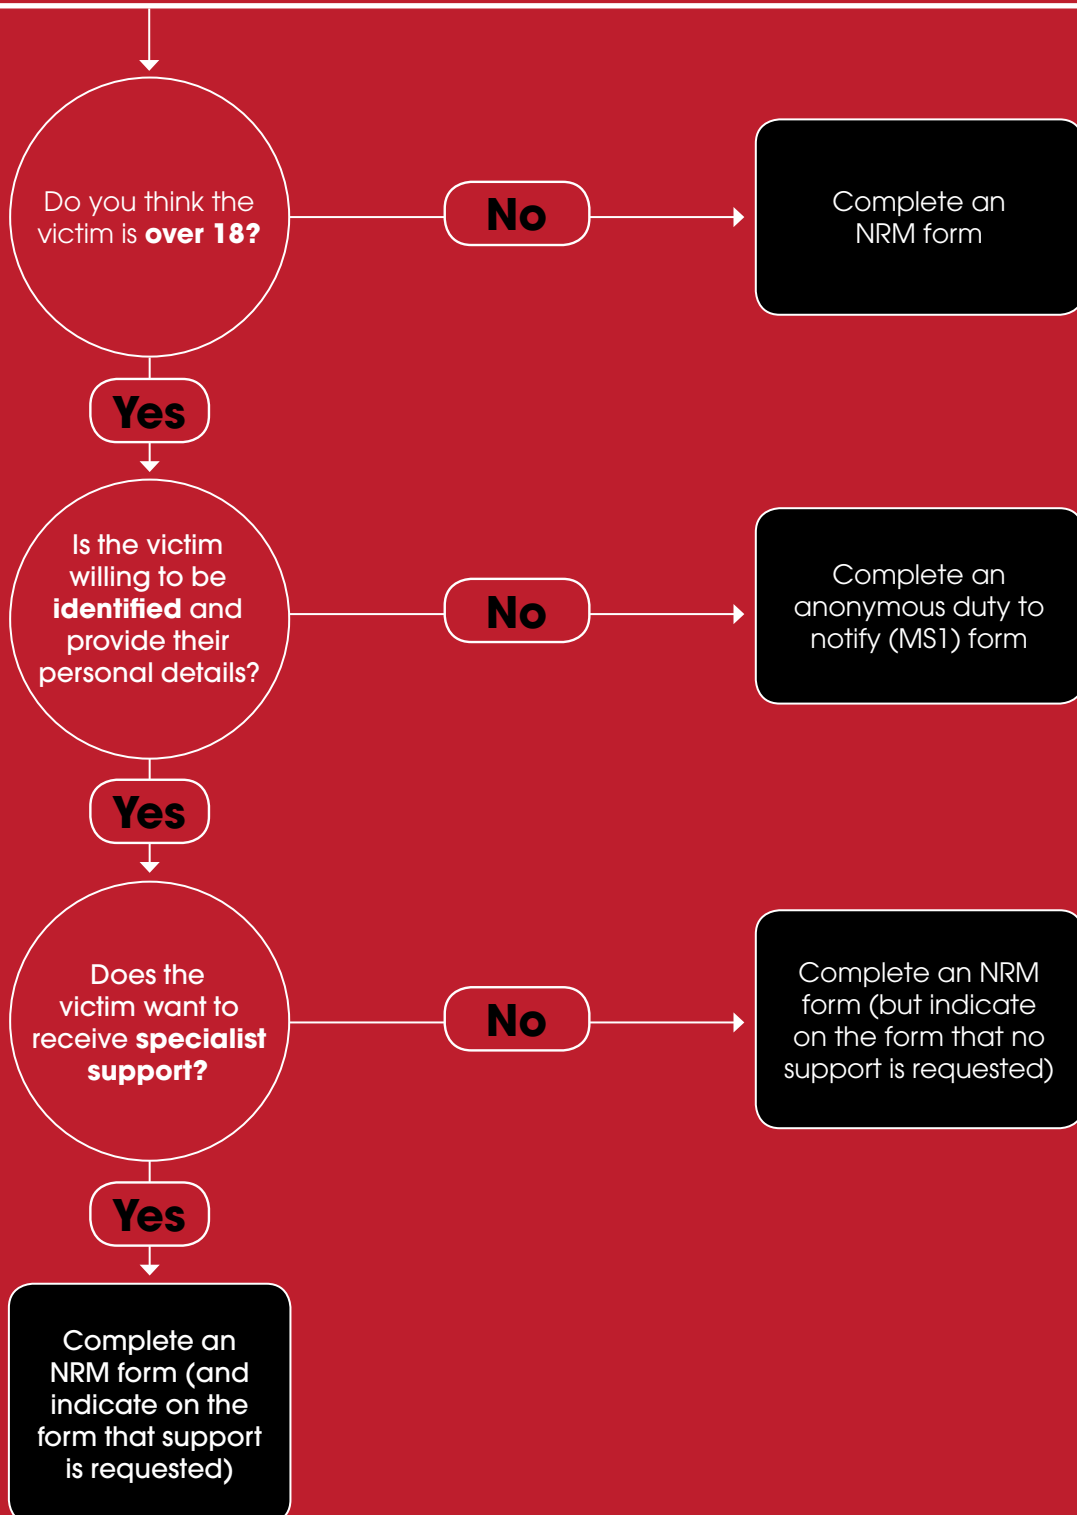 Do you think the
victim is over 18?
No
Complete an
NRM form
Yes
Is the victim
willing to be
identified and
provide their
personal details?
No
Complete an
anonymous duty to
notify (MS1) form
Yes
Does the
victim want to
receive specialist
support?
No
Complete an NRM
form (but indicate
on the form that no
support is requested)
Yes
Complete an
NRM form (and
indicate on the
form that support
is requested)